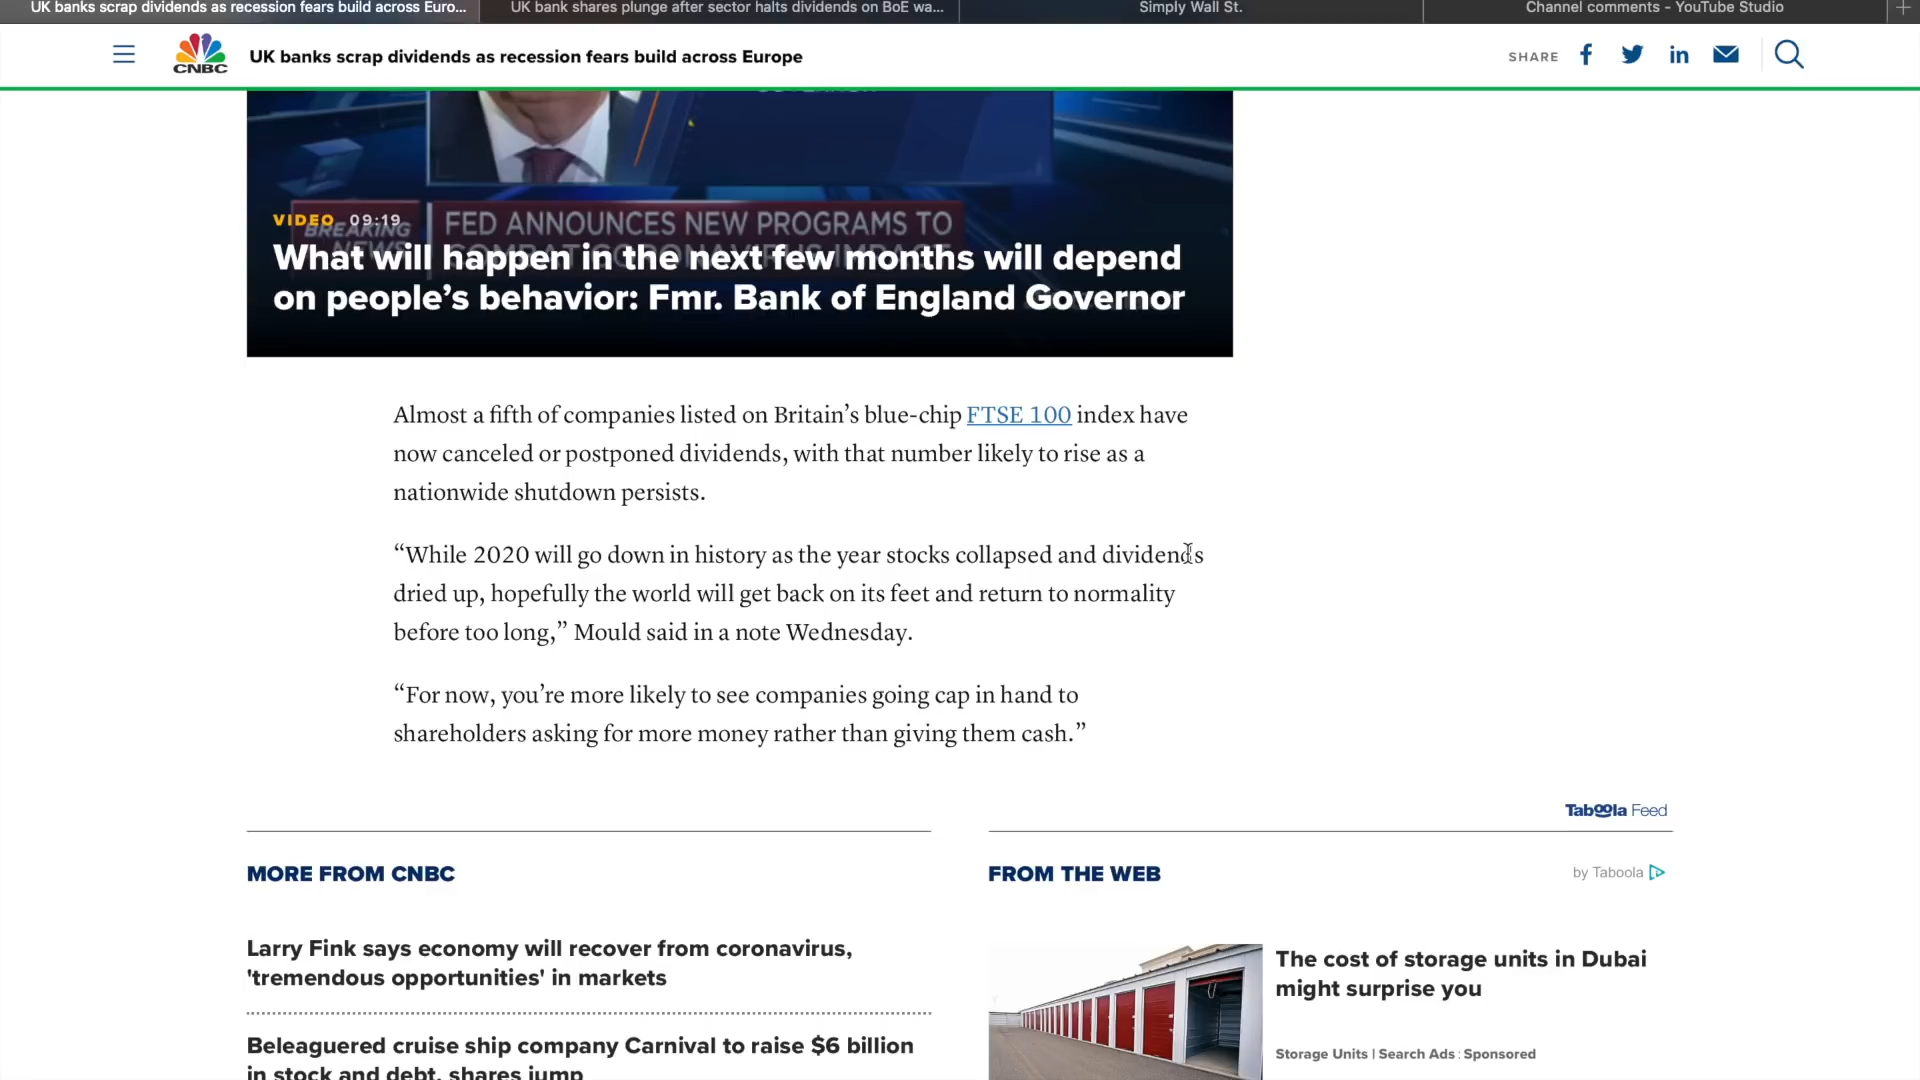 UK banks scrap dividends as recession fears build across Euro...
UK bank shares plunge after sector halts dividends on BoE wa...
Simply Wall St.
Channel comments - YouTube Studio
CNBC
UK banks scrap dividends as recession fears build across Europe
SHARE
VIDEO 09:19
BREAKING NEWS
FED ANNOUNCES NEW PROGRAMS TO
What will happen in the next few months will depend
on people’s behavior: Fmr. Bank of England Governor
Almost a fifth of companies listed on Britain’s blue-chip FTSE 100 index have
now canceled or postponed dividends, with that number likely to rise as a
nationwide shutdown persists.
“While 2020 will go down in history as the year stocks collapsed and dividends
dried up, hopefully the world will get back on its feet and return to normality
before too long,” Mould said in a note Wednesday.
“For now, you’re more likely to see companies going cap in hand to
shareholders asking for more money rather than giving them cash.”
Taboola Feed
MORE FROM CNBC
FROM THE WEB
by Taboola
Larry Fink says economy will recover from coronavirus,
'tremendous opportunities' in markets
The cost of storage units in Dubai
might surprise you
Storage Units | Search Ads : Sponsored
Beleaguered cruise ship company Carnival to raise $6 billion
in stock and debt, shares jump